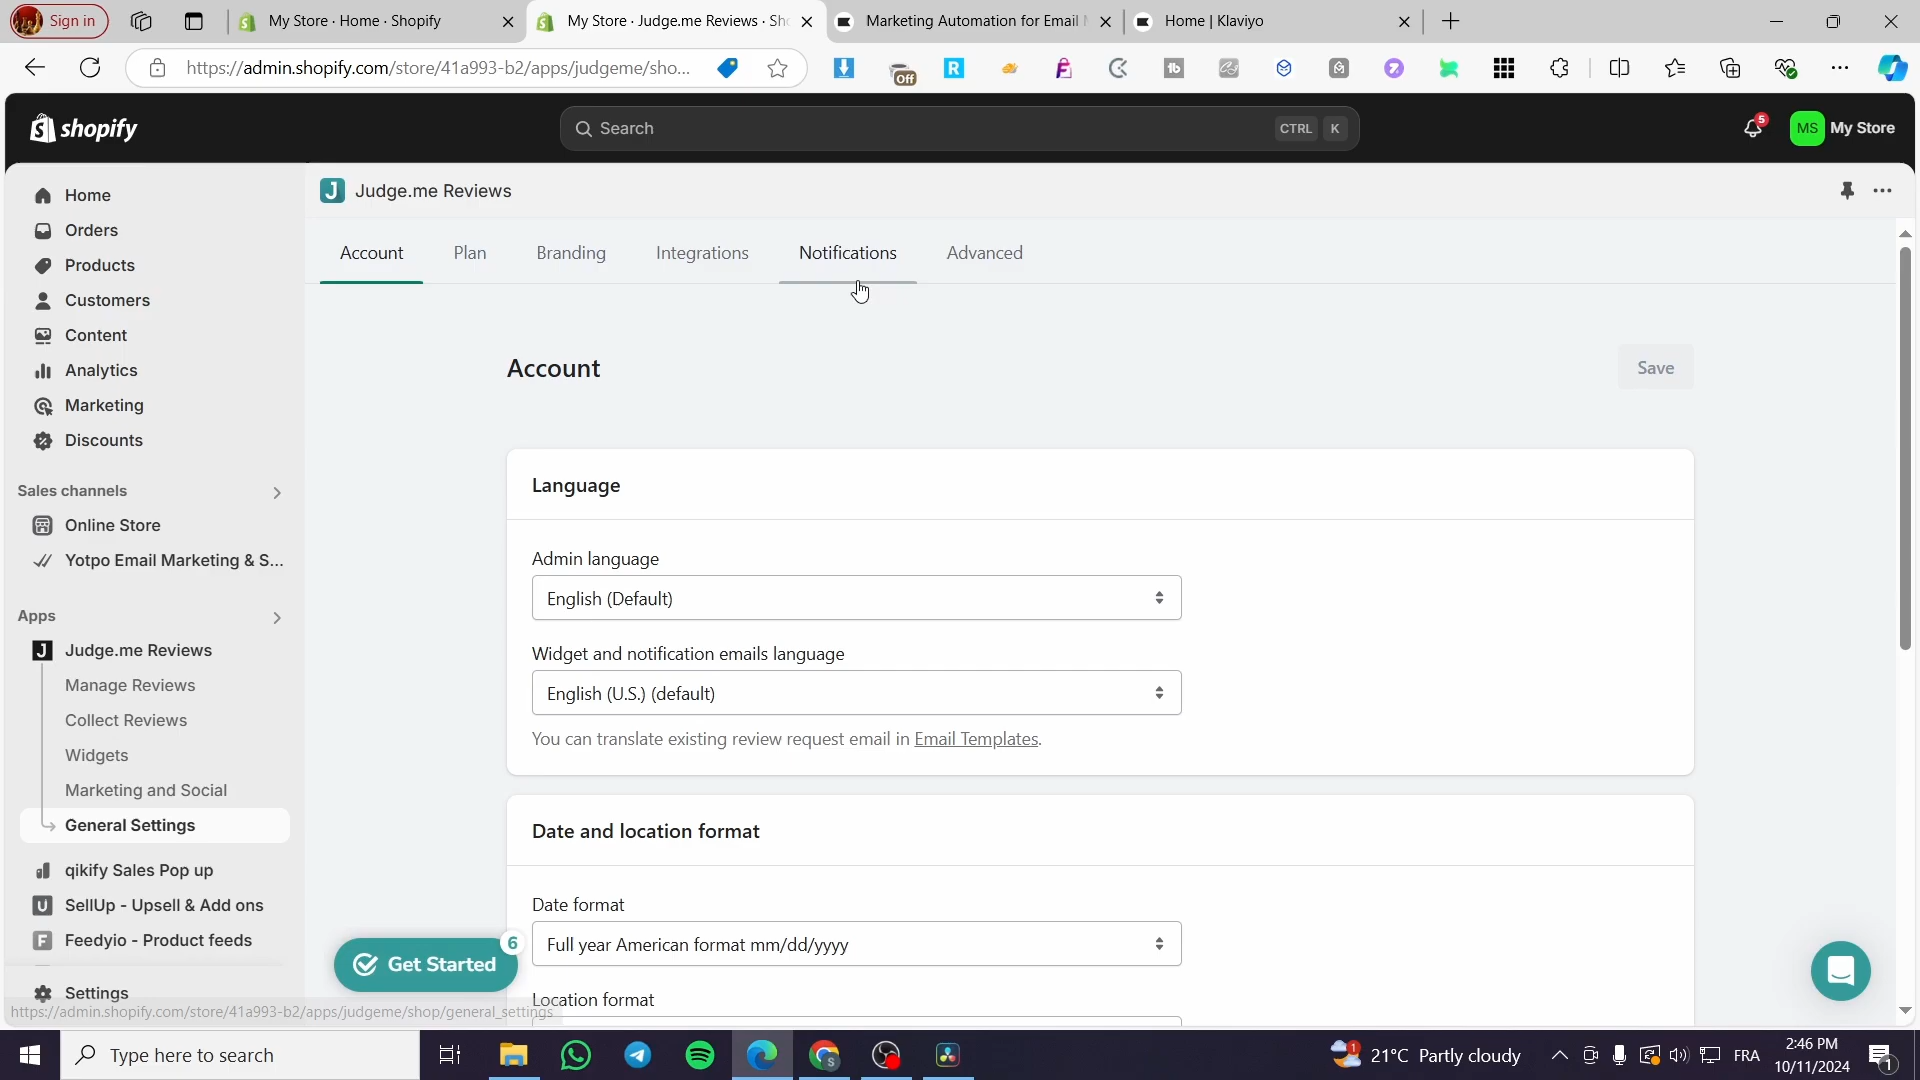 Sign in
My Store · Home · Shopify
My Store · Judge.me Reviews · Sh
Marketing Automation for Email
Home | Klaviyo
https://admin.shopify.com/store/41a993-b2/apps/judgeme/sho...
Off
shopify
Search
CTRL K
5
MS
My Store
Home
Orders
Products
Customers
Content
Analytics
Marketing
Discounts
Sales channels
Online Store
Yotpo Email Marketing & S...
Apps
Judge.me Reviews
Manage Reviews
Collect Reviews
Widgets
Marketing and Social
General Settings
qikify Sales Pop up
SellUp - Upsell & Add ons
Feedyio - Product feeds
Settings
https://admin.shopify.com/store/41a993-b2/apps/judgeme/shop/general_settings
J Judge.me Reviews
Account Plan Branding Integrations Notifications Advanced
Account
Save
Language
Admin language
English (Default)
Widget and notification emails language
English (U.S.) (default)
You can translate existing review request email in Email Templates.
Date and location format
Date format
Full year American format mm/dd/yyyy
Location format
Get Started
6
Type here to search
1
21°C Partly cloudy
FRA
2:46 PM
10/11/2024
1